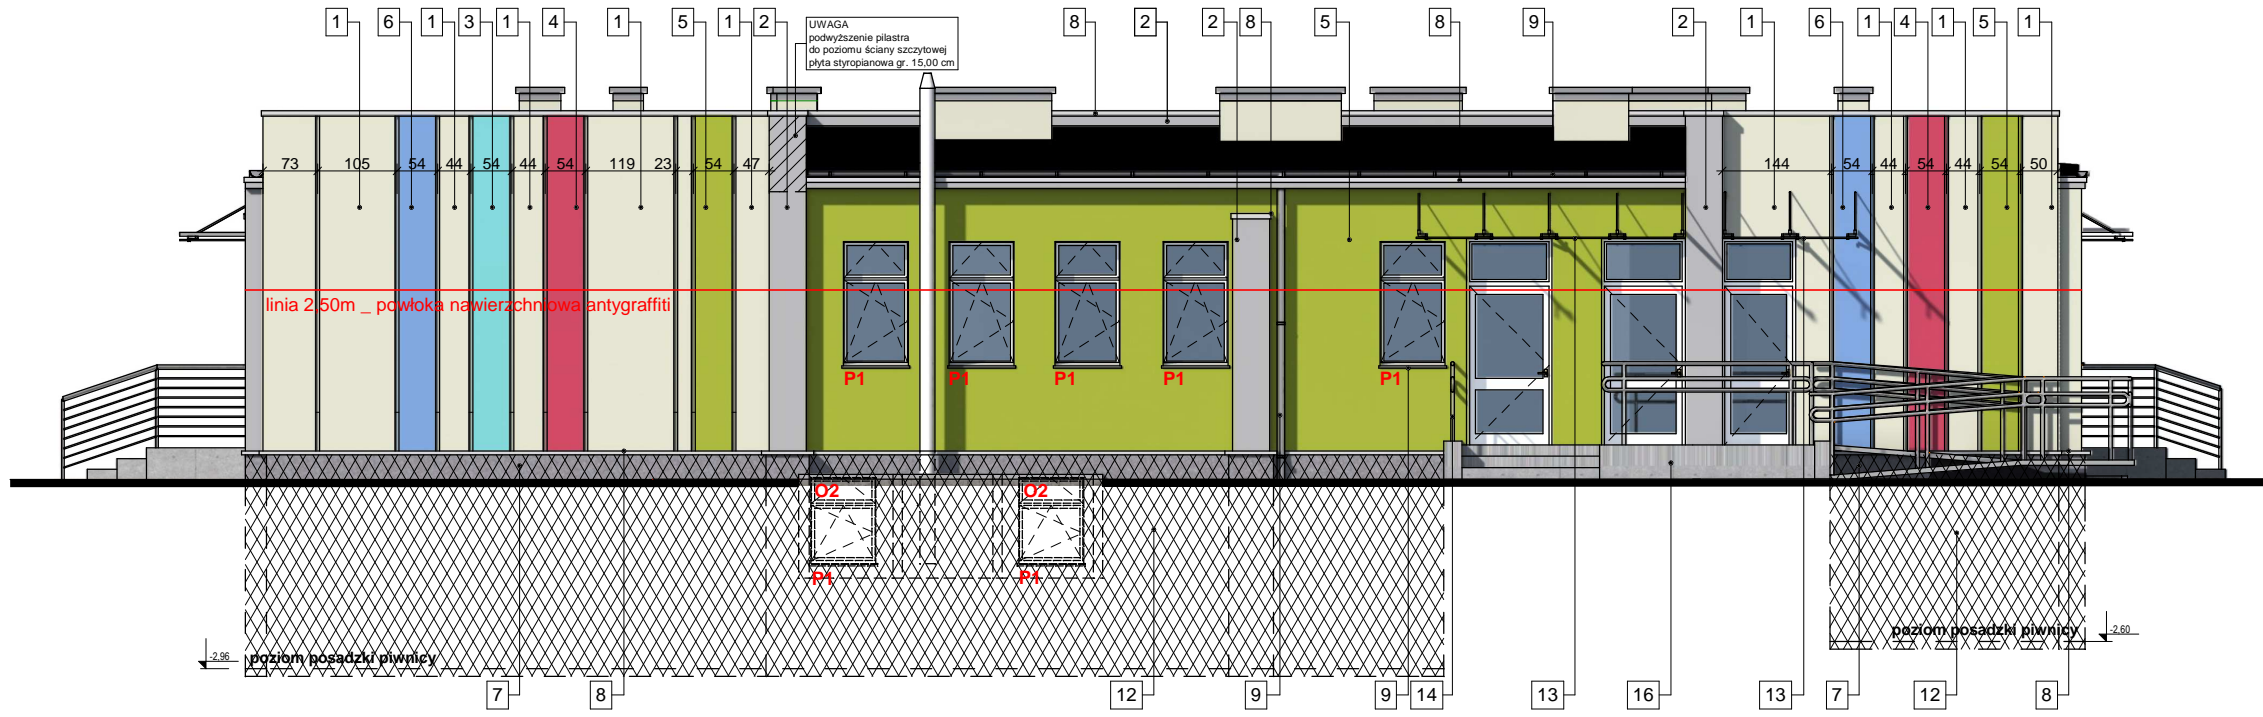 1 6 1 3 1 4 1 5 1 2 8 2 2 8 5 8 9 2 1 6 1 4 1 5 1
UWAGA
podwyższenie pilastra
do poziomu ściany szczytowej
płyta styropianowa gr. 15,00 cm
73 105 54 44 54 44 54 119 23 54 47 144 54 44 54 44 54 50
linia 2.50m _ powłoka nawierzchniowa antygraffiti
P1 P1 P1 P1 P1
O2 O2
P1 P1
-2,96 poziom posadzki piwnicy
poziom posadzki piwnicy -2,60
7 8 12 9 9 14 13 16 13 7 12 8